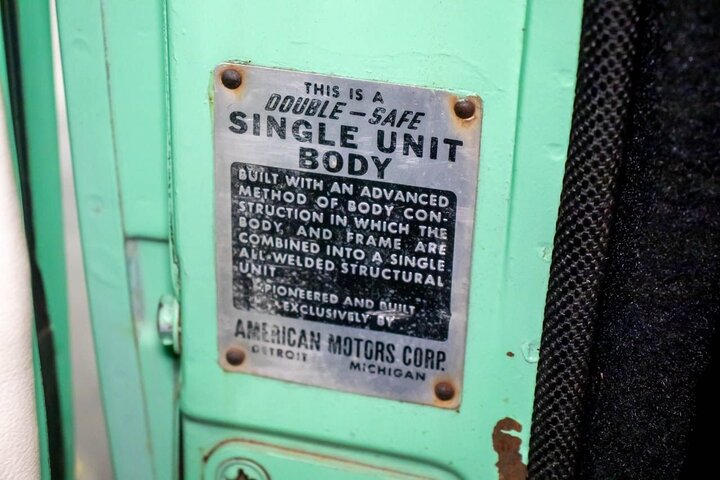 THIS IS A
DOUBLE-SAFE
SINGLE UNIT
BODY
BUILT WITH AN ADVANCED
METHOD OF BODY CON-
STRUCTION IN WHICH THE
BODY, AND FRAME ARE
COMBINED INTO A SINGLE
ALL-WELDED STRUCTURAL
UNIT
PIONEERED AND BUILT
EXCLUSIVELY BY
AMERICAN MOTORS CORP.
DETROIT MICHIGAN